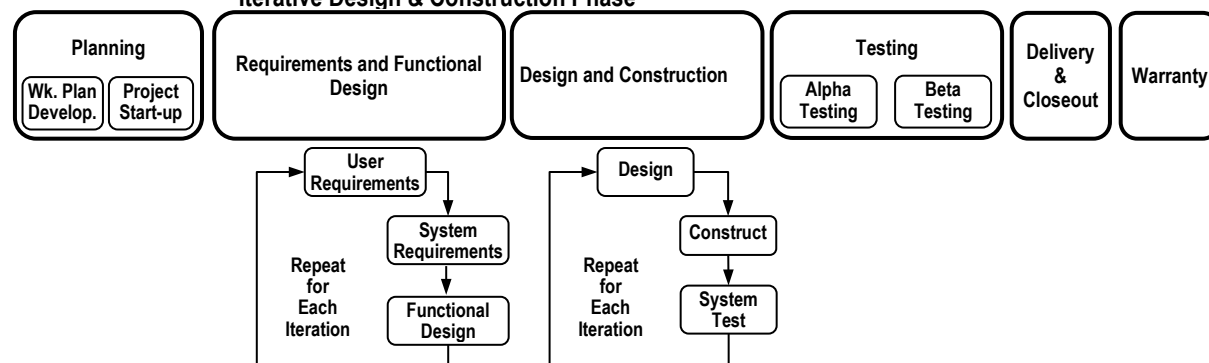 Iterative Design & Construction Phase
Planning
Wk. Plan
Develop.
Project
Start-up
Requirements and Functional
Design
Design and Construction
Testing
Alpha
Testing
Beta
Testing
Delivery
&
Closeout
Warranty
User
Requirements
System
Requirements
Functional
Design
Repeat
for
Each
Iteration
Design
Construct
System
Test
Repeat
for
Each
Iteration